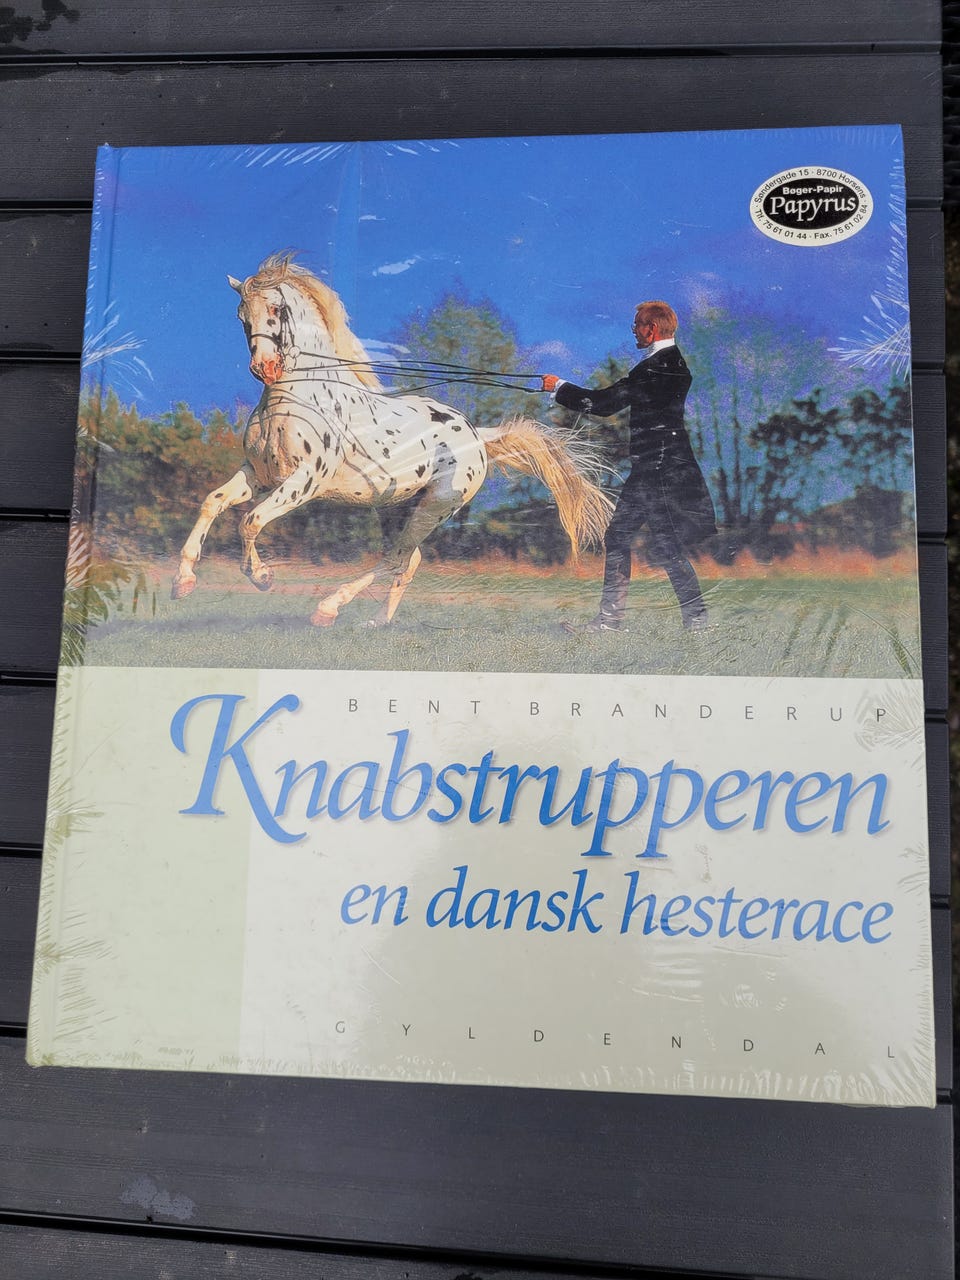 Søndergade 15 · 8700 Horsens
Bøger-Papir
Papyrus
Tlf. 75 61 01 44 · Fax. 75 61 02 84
BENT BRANDERUP
Knabstrupperen
en dansk hesterace
GYLDENDAL